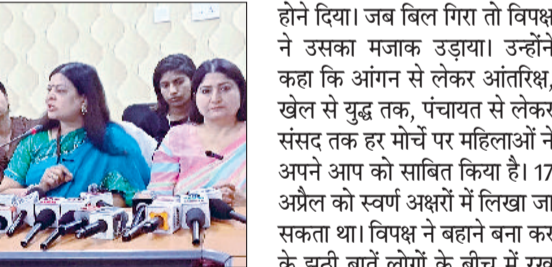 होने दिया। जब बिल गिरा तो विपक्ष
ने उसका मजाक उड़ाया। उन्होंने
कहा कि आंगन से लेकर आंतरिक्ष,
खेल से युद्ध तक, पंचायत से लेकर
संसद तक हर मोर्चे पर महिलाओं ने
अपने आप को साबित किया है। 17
अप्रैल को स्वर्ण अक्षरों में लिखा जा
सकता था। विपक्ष ने बहाने बना कर
के झूठी बातें लोगों के बीच में रख